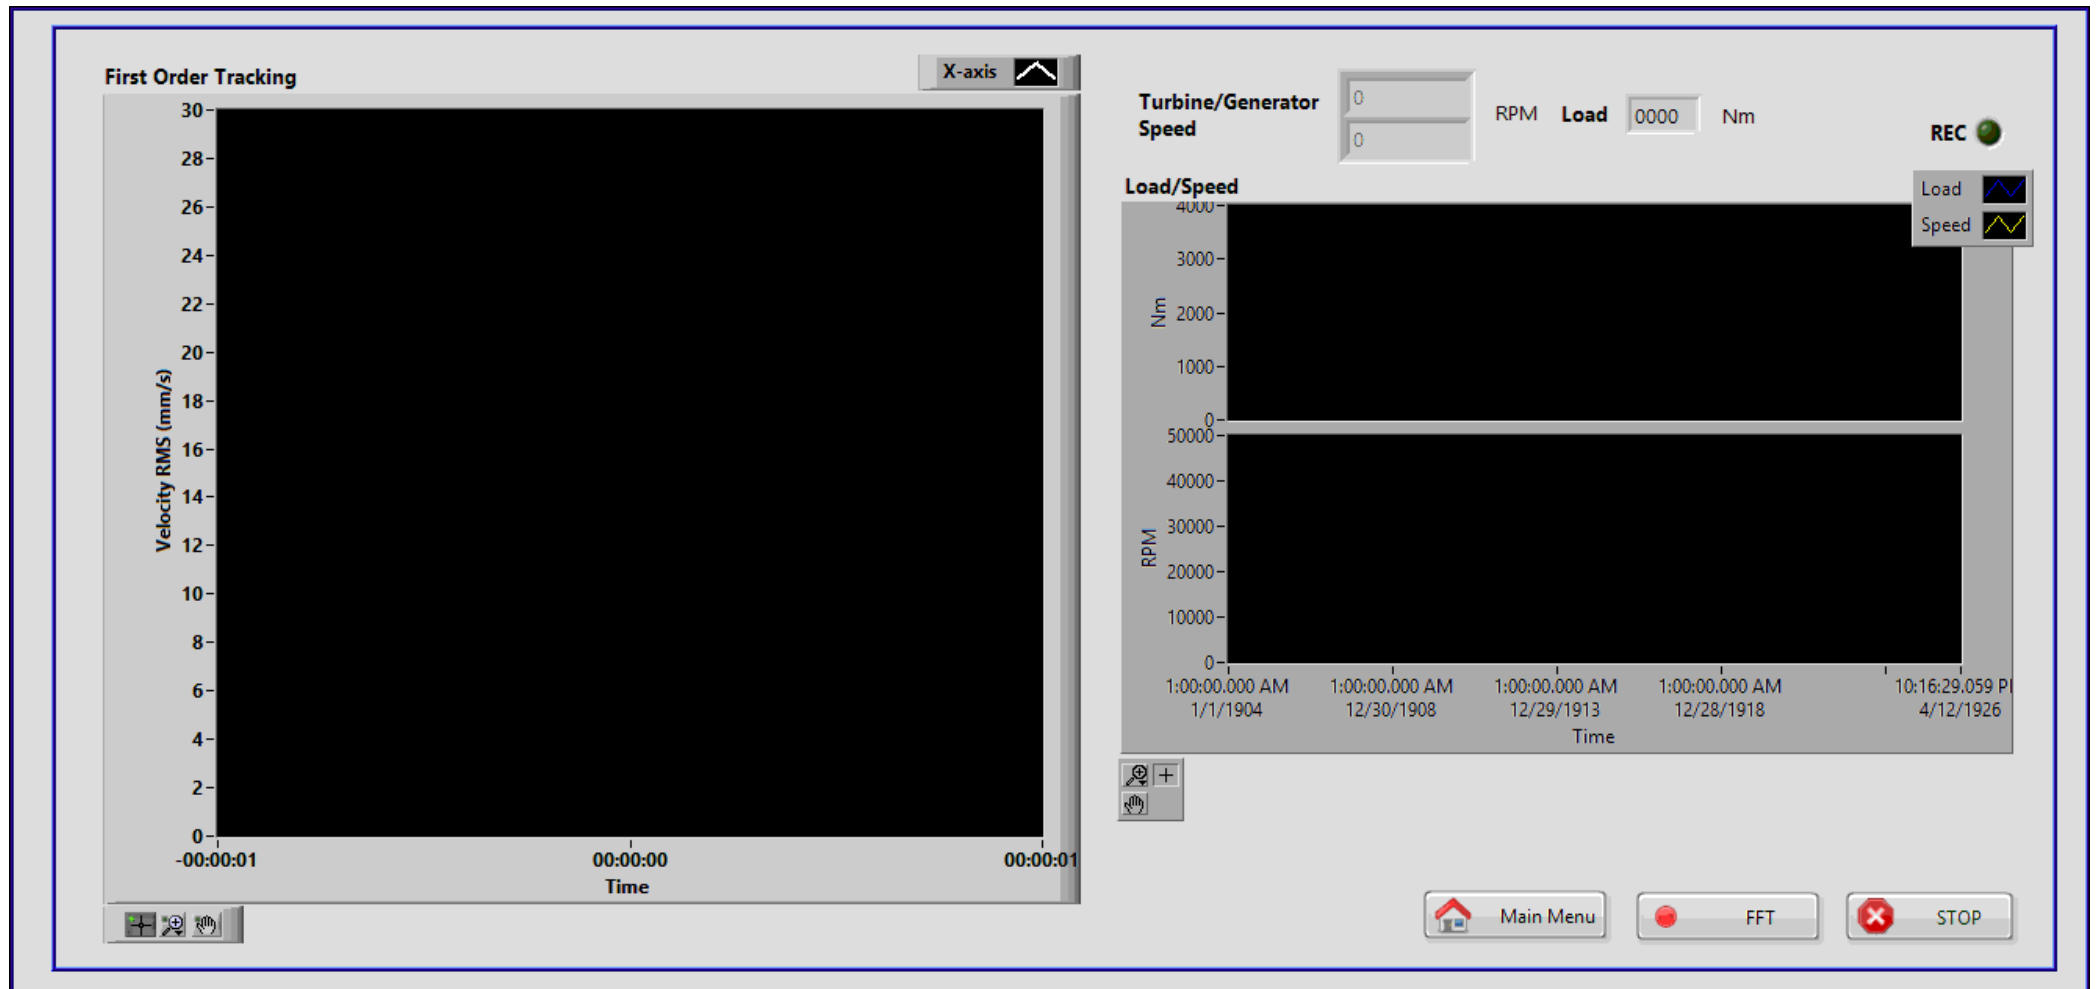 First Order Tracking
X-axis
30
28
26
24
22
20
18
16
14
12
10
8
6
4
2
0
Velocity RMS (mm/s)
-00:00:01 00:00:00 00:00:01
Time
Turbine/Generator
Speed
0
0
RPM Load 0000 Nm
REC
Load/Speed
Load
Speed
4000
3000
2000
1000
0
Nm
50000
40000
30000
20000
10000
0
RPM
1:00:00.000 AM 1:00:00.000 AM 1:00:00.000 AM 1:00:00.000 AM 10:16:29.059 P
1/1/1904 12/30/1908 12/29/1913 12/28/1918 4/12/1926
Time
Main Menu
FFT
STOP